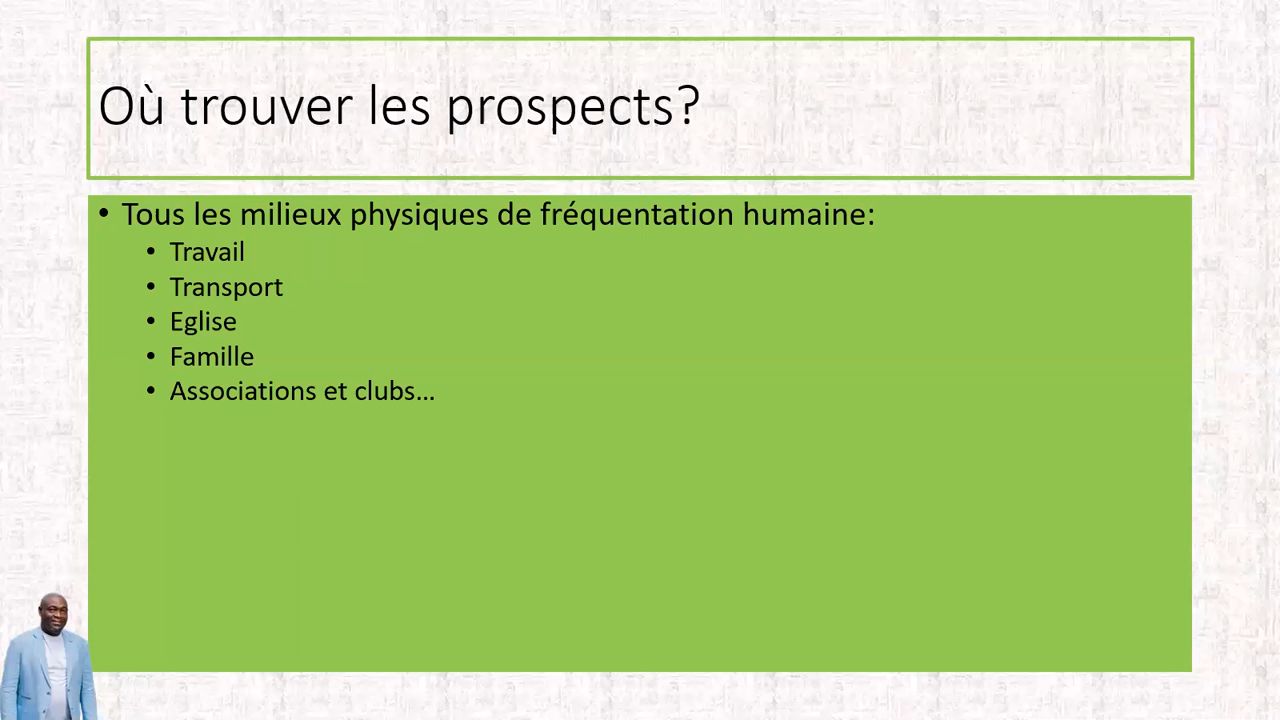 Où trouver les prospects?
• Tous les milieux physiques de fréquentation humaine:
• Travail
• Transport
• Eglise
• Famille
• Associations et clubs…